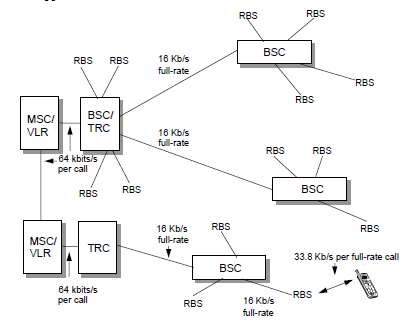 RBS
RBS
BSC
16 Kb/s
full-rate
RBS
RBS
RBS
RBS
MSC/
VLR
BSC/
TRC
64 kbits/s
per call
16 Kb/s
full-rate
RBS
RBS
RBS
RBS
BSC
RBS
MSC/
VLR
TRC
64 kbits/s
per call
16 Kb/s
full-rate
RBS
BSC
RBS
16 Kb/s
full-rate
RBS
33.8 Kb/s per full-rate call